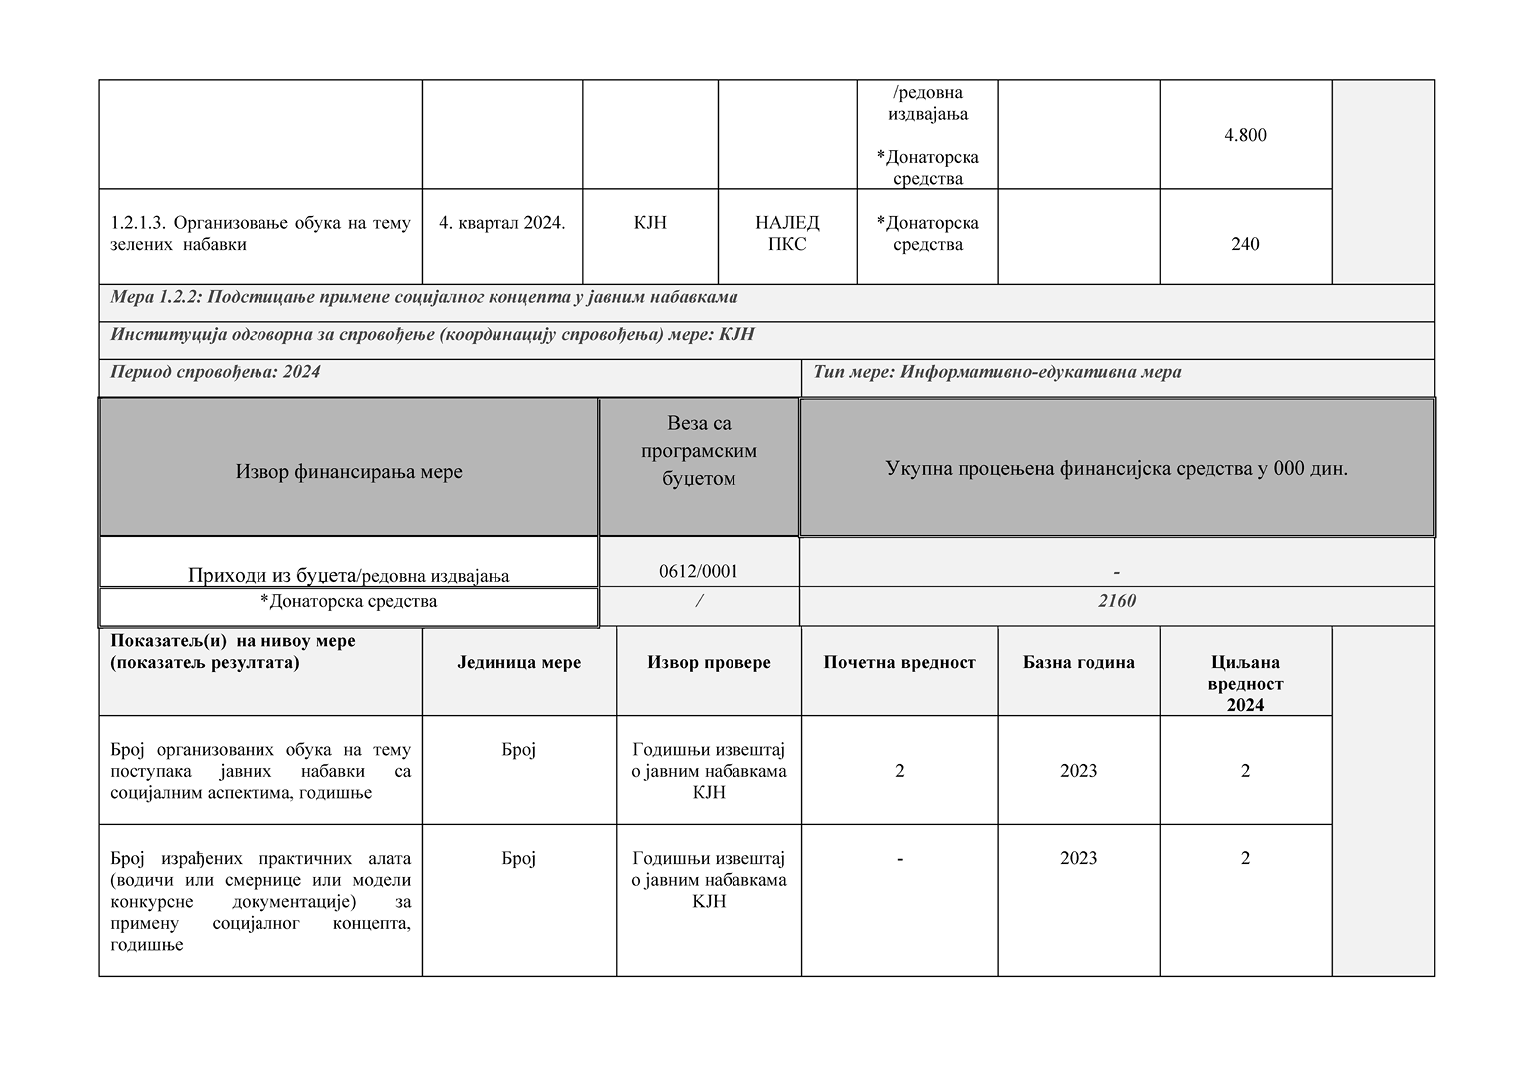 /редовна
издвајања
4.800
*Донаторска
средства
1.2.1.3. Организовање обука на тему
зелених набавки
4. квартал 2024.
КЈН
НАЛЕД
ПКС
*Донаторска
средства
240
Мера 1.2.2: Подстицање примене социјалног концепта у јавним набавкама
Институција одговорна за спровођење (координацију спровођења) мере: КЈН
Период спровођења: 2024
Тип мере: Информативно-едукативна мера
Извор финансирања мере
Веза са
програмским
буџетом
Укупна процењена финансијска средства у 000 дин.
Приходи из буџета/редовна издвајања
0612/0001
-
*Донаторска средства
/
2160
Показатељ(и) на нивоу мере
(показатељ резултата)
Јединица мере
Извор провере
Почетна вредност
Базна година
Циљана
вредност
2024
Број организованих обука на тему
поступака јавних набавки са
социјалним аспектима, годишње
Број
Годишњи извештај
о јавним набавкама
КЈН
2
2023
2
Број израђених практичних алата
(водичи или смернице или модели
конкурсне документације) за
примену социјалног концепта,
годишње
Број
Годишњи извештај
о јавним набавкама
КЈН
-
2023
2